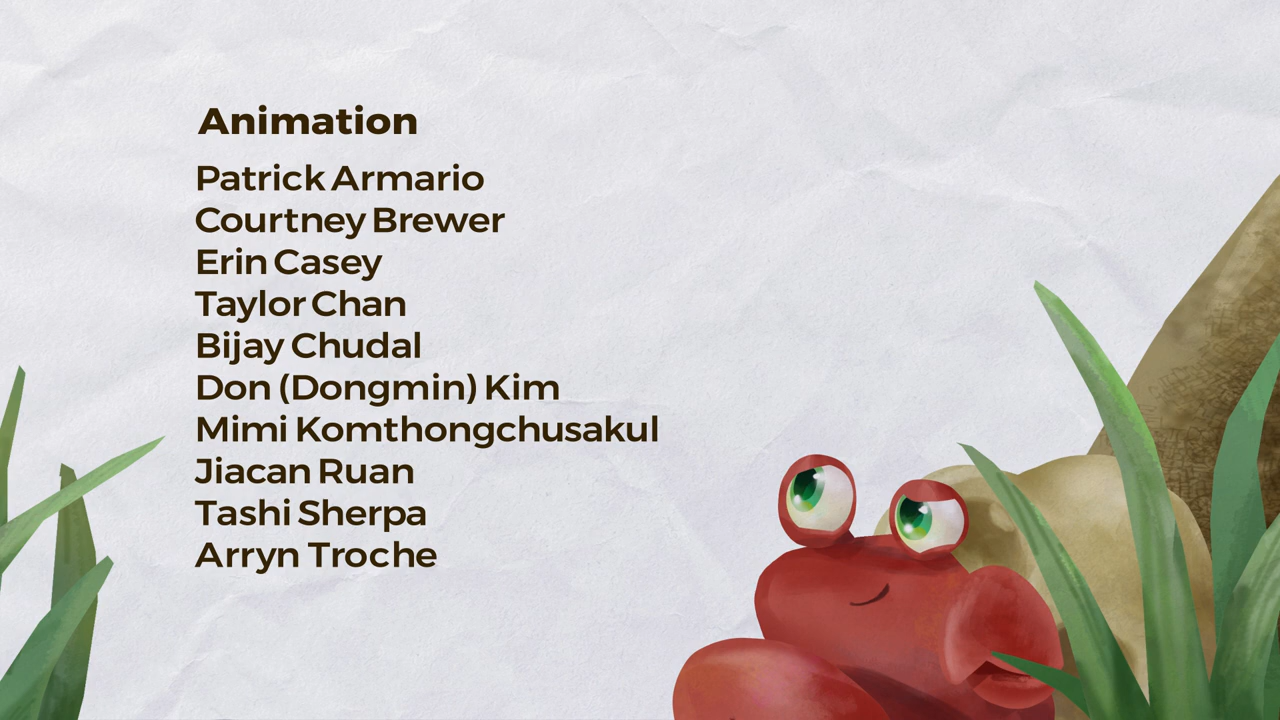 Animation
Patrick Armario
Courtney Brewer
Erin Casey
Taylor Chan
Bijay Chudal
Don (Dongmin) Kim
Mimi Komthongchusakul
Jiacan Ruan
Tashi Sherpa
Arryn Troche